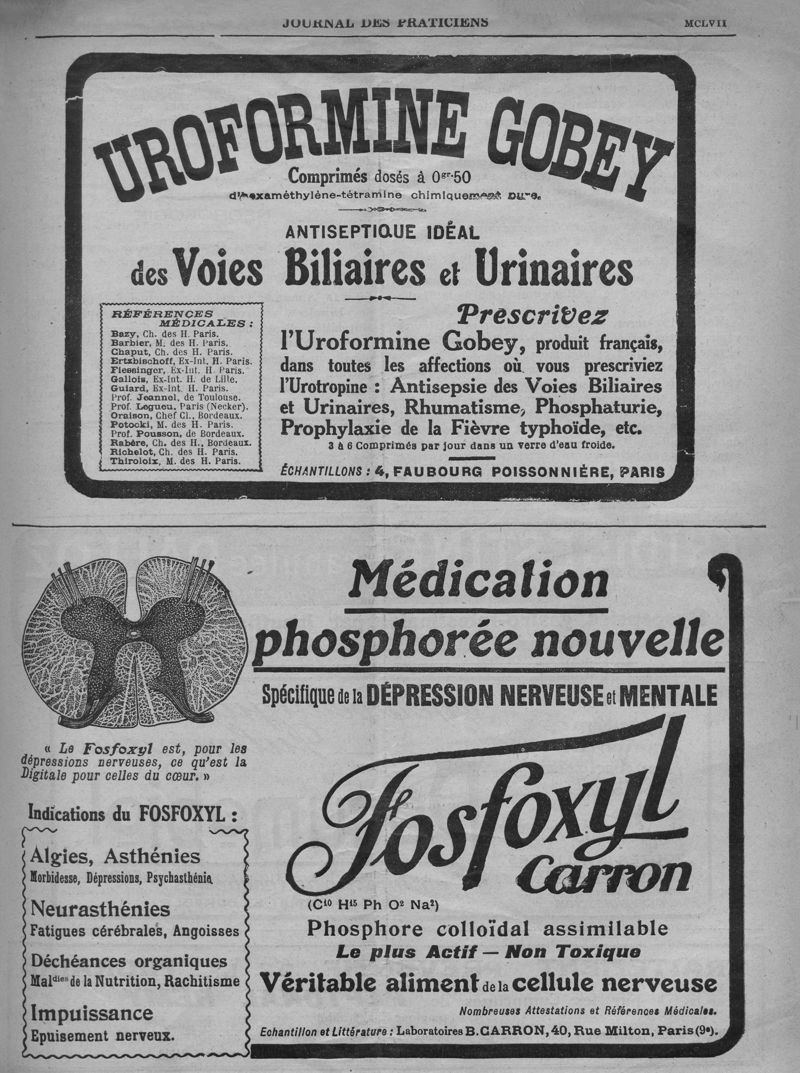 JOURNAL DES PRATICIENS
MCLVII
UROFORMINE GOBEY
Comprimés dosés à 0gr.50
d'hexaméthylène-tétramine chimiquement pure.
ANTISEPTIQUE IDÉAL
des Voies Biliaires et Urinaires
RÉFÉRENCES
MÉDICALES :
Bazy, Ch. des H. Paris.
Barbier, M. des H. Paris.
Chaput, Ch. des H. Paris.
Ertzbischoff, Ex-Int. H. Paris.
Fiessinger, Ex-Int. H. Paris.
Gallois, Ex-Int. H. de Lille.
Guiard, Ex-Int. H. Paris.
Prof. Jeannel, de Toulouse.
Prof. Legueu, Paris (Necker).
Oraison, Chef Cl., Bordeaux.
Potocki, M. des H. Paris.
Prof. Pousson, de Bordeaux.
Rabère, Ch. des H., Bordeaux.
Richelot, Ch. des H. Paris.
Thiroloix, M. des H. Paris.
Prescrivez
l'Uroformine Gobey, produit français,
dans toutes les affections où vous prescriviez
l'Urotropine : Antisepsie des Voies Biliaires
et Urinaires, Rhumatisme, Phosphaturie,
Prophylaxie de la Fièvre typhoïde, etc.
3 à 6 Comprimés par jour dans un verre d'eau froide.
ÉCHANTILLONS : 4, FAUBOURG POISSONNIÈRE, PARIS
Médication
phosphorée nouvelle
Spécifique de la DÉPRESSION NERVEUSE et MENTALE
« Le Fosfoxyl est, pour les
dépressions nerveuses, ce qu'est la
Digitale pour celles du cœur. »
Indications du FOSFOXYL :
Algies, Asthénies
Morbidesse, Dépressions, Psychasthénie
Neurasthénies
Fatigues cérébrales, Angoisses
Déchéances organiques
Maldies de la Nutrition, Rachitisme
Impuissance
Epuisement nerveux.
Fosfoxyl
Carron
(C10 H15 Ph O2 Na2)
Phosphore colloïdal assimilable
Le plus Actif — Non Toxique
Véritable aliment de la cellule nerveuse
Nombreuses Attestations et Références Médicales.
Echantillon et Littérature : Laboratoires B. CARRON, 40, Rue Milton, Paris (9e).